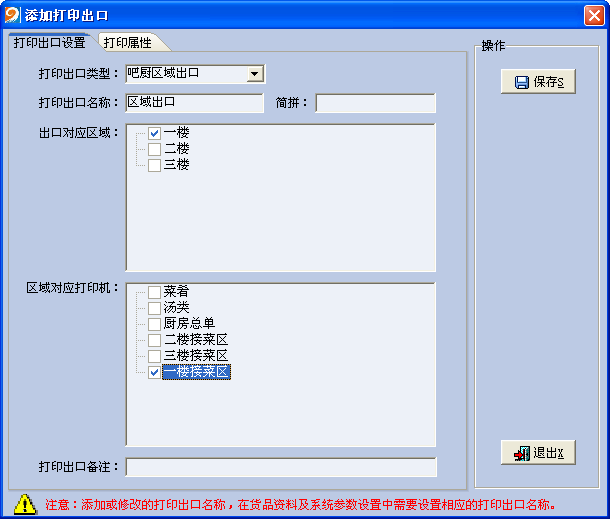 添加打印出口
打印出口设置 打印属性
操作
打印出口类型： 吧厨区域出口
保存S
打印出口名称： 区域出口 简拼：
出口对应区域： 一楼
二楼
三楼
区域对应打印机： 菜肴
汤类
厨房总单
二楼接菜区
三楼接菜区
一楼接菜区
退出X
打印出口备注：
注意：添加或修改的打印出口名称，在货品资料及系统参数设置中需要设置相应的打印出口名称。